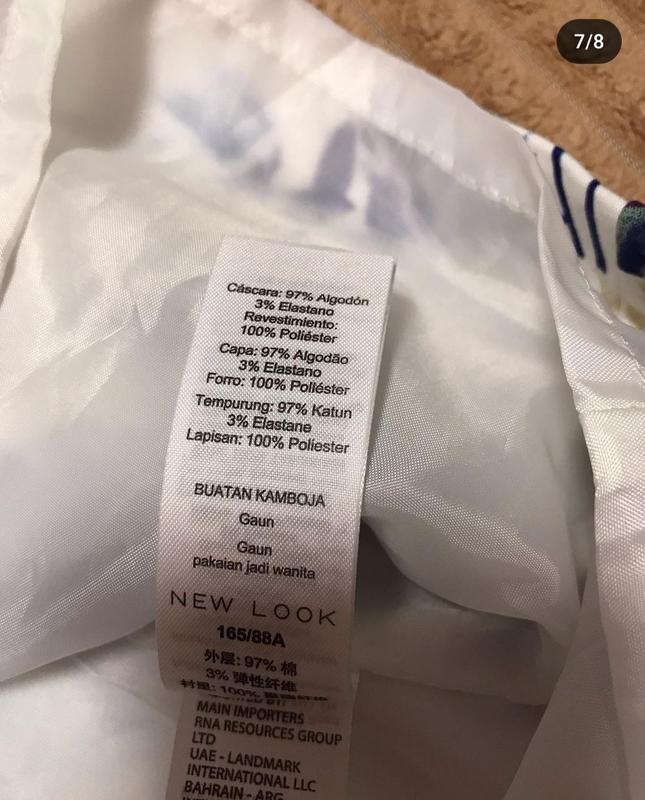 7/8
Cáscara: 97% Algodón
3% Elastano
Revestimiento:
100% Poliéster
Capa: 97% Algodão
3% Elastano
Forro: 100% Poliéster
Tempurung: 97% Katun
3% Elastane
Lapisan: 100% Poliester
BUATAN KAMBOJA
Gaun
Gaun
pakaian jadi wanita
NEW LOOK
165/88A
外层: 97% 棉
3% 弹性纤维
衬里: 100%
MAIN IMPORTERS
RNA RESOURCES GROUP
LTD
UAE - LANDMARK
INTERNATIONAL LLC
BAHRAIN - ARG